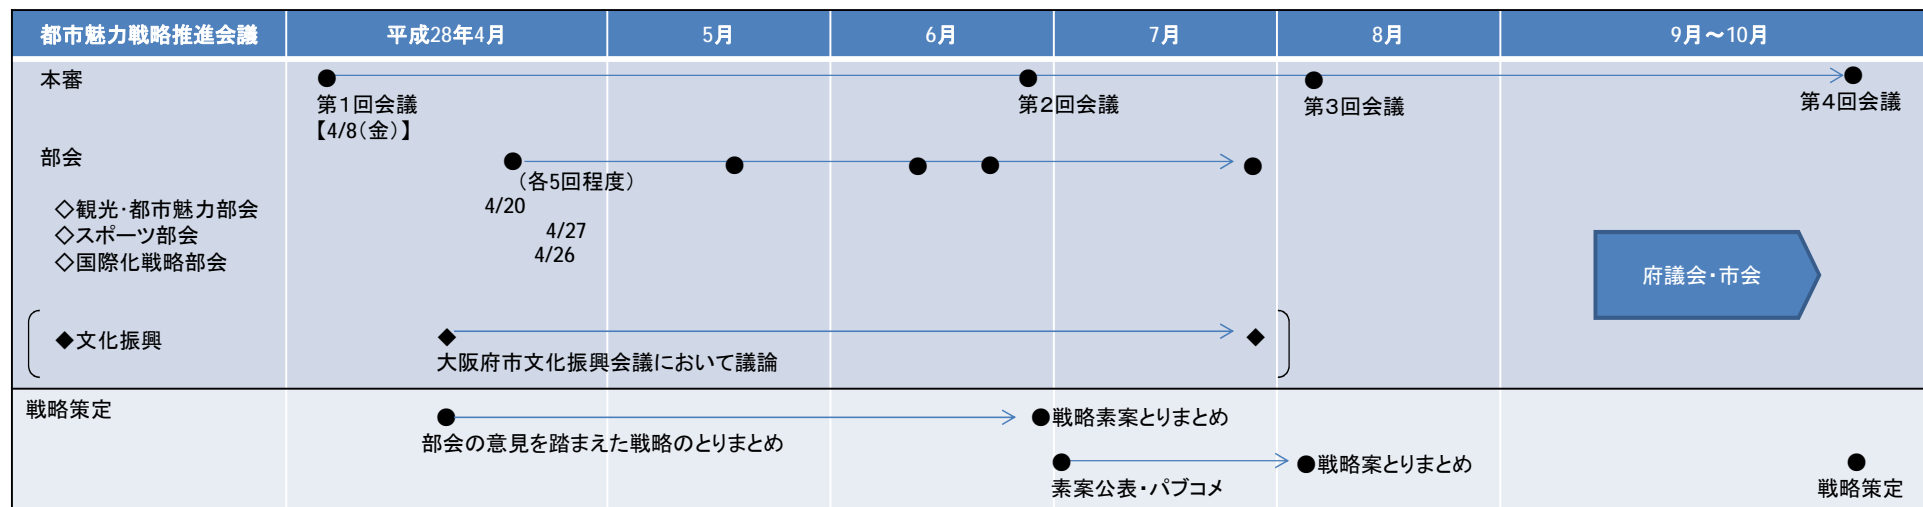 都市魅力戦略推進会議 平成28年4月 5月 6月 7月 8月 9月～10月
本審
第1回会議
【4/8(金)】
第2回会議
第3回会議
第4回会議
部会
(各5回程度)
◇観光・都市魅力部会 4/20
◇スポーツ部会 4/27
◇国際化戦略部会 4/26
府議会・市会
◆文化振興
大阪府市文化振興会議において議論
戦略策定
部会の意見を踏まえた戦略のとりまとめ
●戦略素案とりまとめ
素案公表・パブコメ
●戦略案とりまとめ
戦略策定